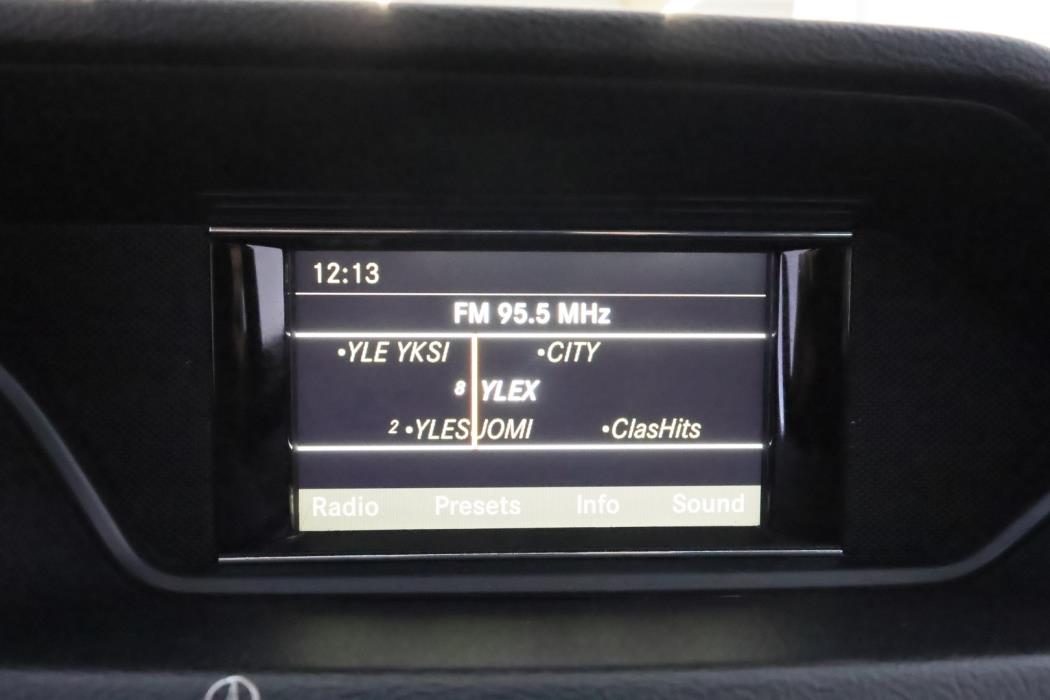 12:13
FM 95.5 MHz
•YLE YKSI •CITY
8 YLEX
2 •YLESUOMI •ClasHits
Radio Presets Info Sound